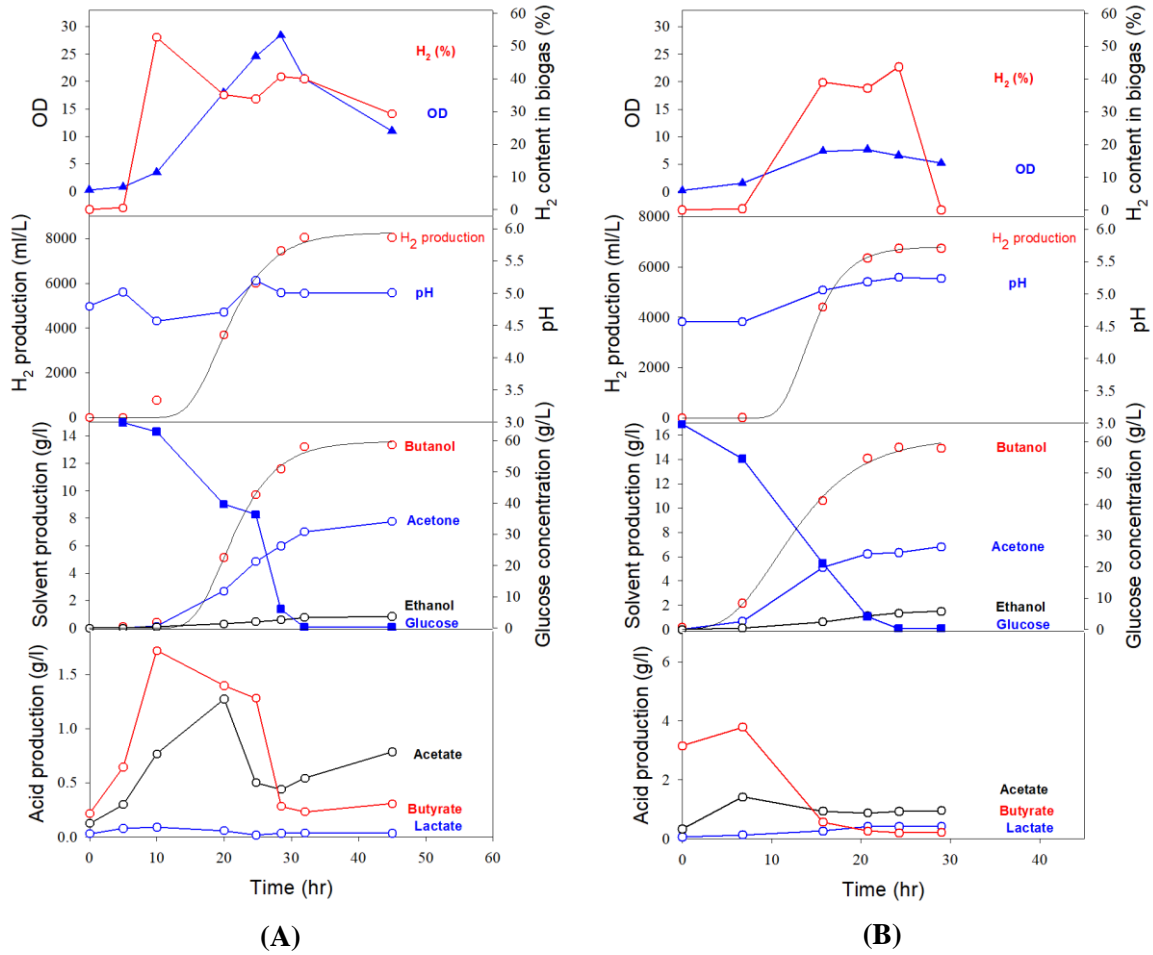 OD
30
25
20
15
10
5
0
H₂ (%)
OD
60
50
40
30
20
10
0
H₂ content in biogas (%)
H₂ production (ml/L)
8000
6000
4000
2000
0
H₂ production
pH
6.0
5.5
5.0
4.5
4.0
3.5
3.0
pH
Solvent production (g/l)
14
12
10
8
6
4
2
0
Butanol
Acetone
Ethanol
Glucose
60
50
40
30
20
10
0
Glucose concentration (g/L)
Acid production (g/l)
1.5
1.0
0.5
0.0
Acetate
Butyrate
Lactate
0 10 20 30 40 50 60
Time (hr)
(A)
OD
30
25
20
15
10
5
0
H₂ (%)
OD
60
50
40
30
20
10
0
H₂ content in biogas (%)
H₂ production (ml/L)
8000
6000
4000
2000
0
H₂ production
pH
6.0
5.5
5.0
4.5
4.0
3.5
3.0
pH
Solvent production (g/l)
16
14
12
10
8
6
4
2
0
Butanol
Acetone
Ethanol
Glucose
60
50
40
30
20
10
0
Glucose concentration (g/L)
Acid production (g/l)
6
4
2
0
Acetate
Butyrate
Lactate
0 10 20 30 40
Time (hr)
(B)